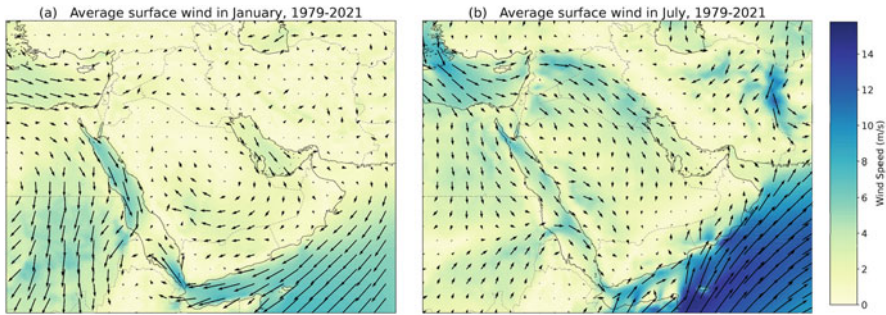 (a) Average surface wind in January, 1979-2021
(b) Average surface wind in July, 1979-2021
14
12
10
8
6
4
2
0
Wind Speed (m/s)